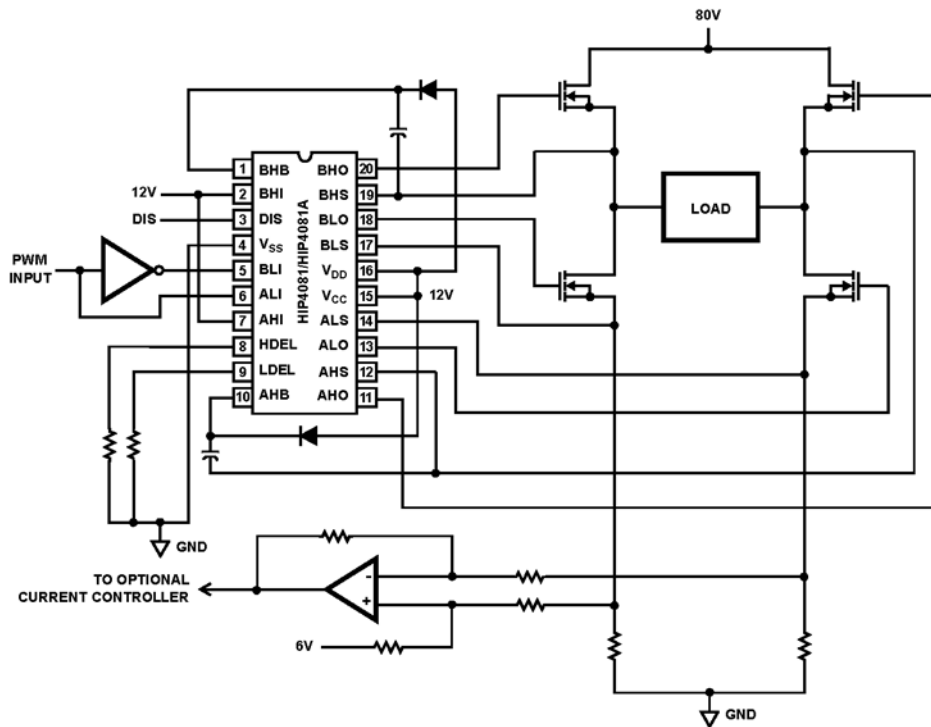 80V
1 BHB BHO 20
12V 2 BHI BHS 19
DIS 3 DIS BLO 18
4 VSS BLS 17
PWM
INPUT
5 BLI VDD 16
6 ALI VCC 15 12V
7 AHI ALS 14
8 HDEL ALO 13
9 LDEL AHS 12
10 AHB AHO 11
HIP4081/HIP4081A
LOAD
GND
TO OPTIONAL
CURRENT CONTROLLER
-
+
6V
GND